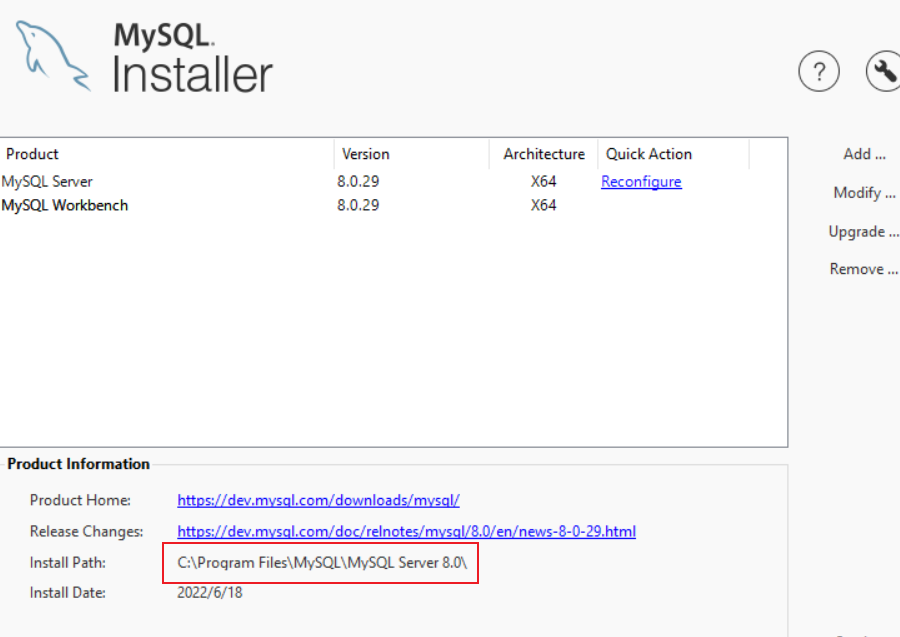 MySQL.
Installer
?
Product Version Architecture Quick Action
MySQL Server 8.0.29 X64 Reconfigure
MySQL Workbench 8.0.29 X64
Add ...
Modify ...
Upgrade ...
Remove ...
Product Information
Product Home: https://dev.mysql.com/downloads/mysql/
Release Changes: https://dev.mysql.com/doc/relnotes/mysql/8.0/en/news-8-0-29.html
Install Path: C:\Program Files\MySQL\MySQL Server 8.0\
Install Date: 2022/6/18